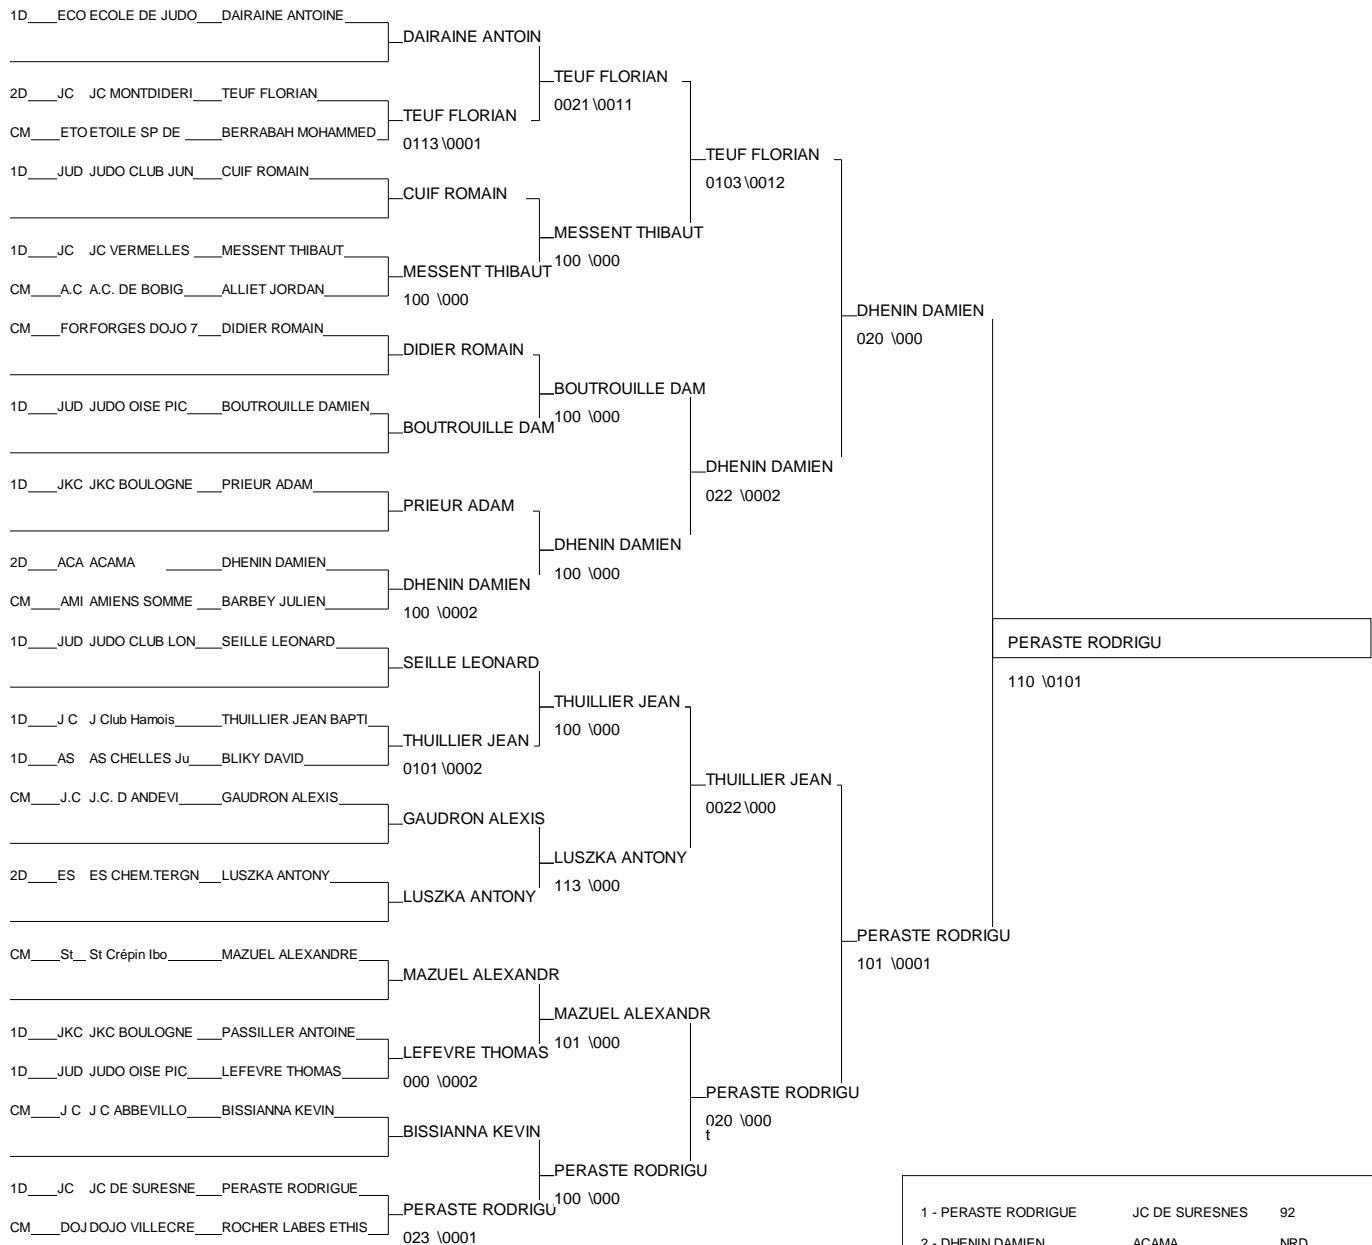 1D ECO ECOLE DE JUDO DAIRAINE ANTOINE
DAIRAINE ANTOIN
TEUF FLORIAN
0021 \0011
2D JC JC MONTDIDERI TEUF FLORIAN
TEUF FLORIAN
0113 \0001
CM ETO ETOILE SP DE BERRABAH MOHAMMED
TEUF FLORIAN
0103 \0012
1D JUD JUDO CLUB JUN CUIF ROMAIN
CUIF ROMAIN
MESSENT THIBAUT
100 \000
1D JC JC VERMELLES MESSENT THIBAUT
MESSENT THIBAUT
100 \000
CM A.C A.C. DE BOBIG ALLIET JORDAN
DHENIN DAMIEN
020 \000
CM FOR FORGES DOJO 7 DIDIER ROMAIN
DIDIER ROMAIN
BOUTROUILLE DAM
100 \000
1D JUD JUDO OISE PIC BOUTROUILLE DAMIEN
BOUTROUILLE DAM
DHENIN DAMIEN
022 \0002
1D JKC JKC BOULOGNE PRIEUR ADAM
PRIEUR ADAM
DHENIN DAMIEN
100 \000
2D ACA ACAMA DHENIN DAMIEN
DHENIN DAMIEN
100 \0002
CM AMI AMIENS SOMME BARBEY JULIEN
PERASTE RODRIGU
110 \0101
1D JUD JUDO CLUB LON SEILLE LEONARD
SEILLE LEONARD
THUILLIER JEAN
100 \000
1D J C J Club Hamois THUILLIER JEAN BAPTI
THUILLIER JEAN
0101 \0002
1D AS AS CHELLES Ju BLIKY DAVID
THUILLIER JEAN
0022 \000
CM J.C J.C. D ANDEVI GAUDRON ALEXIS
GAUDRON ALEXIS
LUSZKA ANTONY
113 \000
2D ES ES CHEM.TERGN LUSZKA ANTONY
LUSZKA ANTONY
PERASTE RODRIGU
101 \0001
CM St St Crépin Ibo MAZUEL ALEXANDRE
MAZUEL ALEXANDR
MAZUEL ALEXANDR
101 \000
1D JKC JKC BOULOGNE PASSILLER ANTOINE
LEFEVRE THOMAS
000 \0002
1D JUD JUDO OISE PIC LEFEVRE THOMAS
PERASTE RODRIGU
020 \000
t
CM J C J C ABBEVILLO BISSIANNA KEVIN
BISSIANNA KEVIN
PERASTE RODRIGU
100 \000
1D JC JC DE SURESNE PERASTE RODRIGUE
PERASTE RODRIGU
023 \0001
CM DOJ DOJO VILLECRE ROCHER LABES ETHIS
1 - PERASTE RODRIGUE JC DE SURESNES 92
2 - DHENIN DAMIEN ACAMA NRD